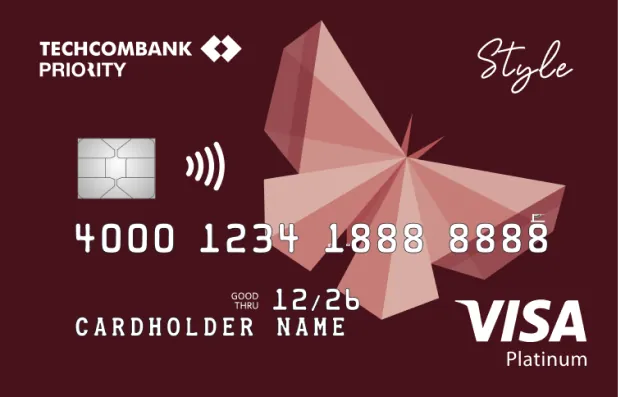 TECHCOMBANK
PRIORITY
Style
4000 1234 1888 8888
GOOD
THRU
12/26
CARDHOLDER NAME
VISA
Platinum